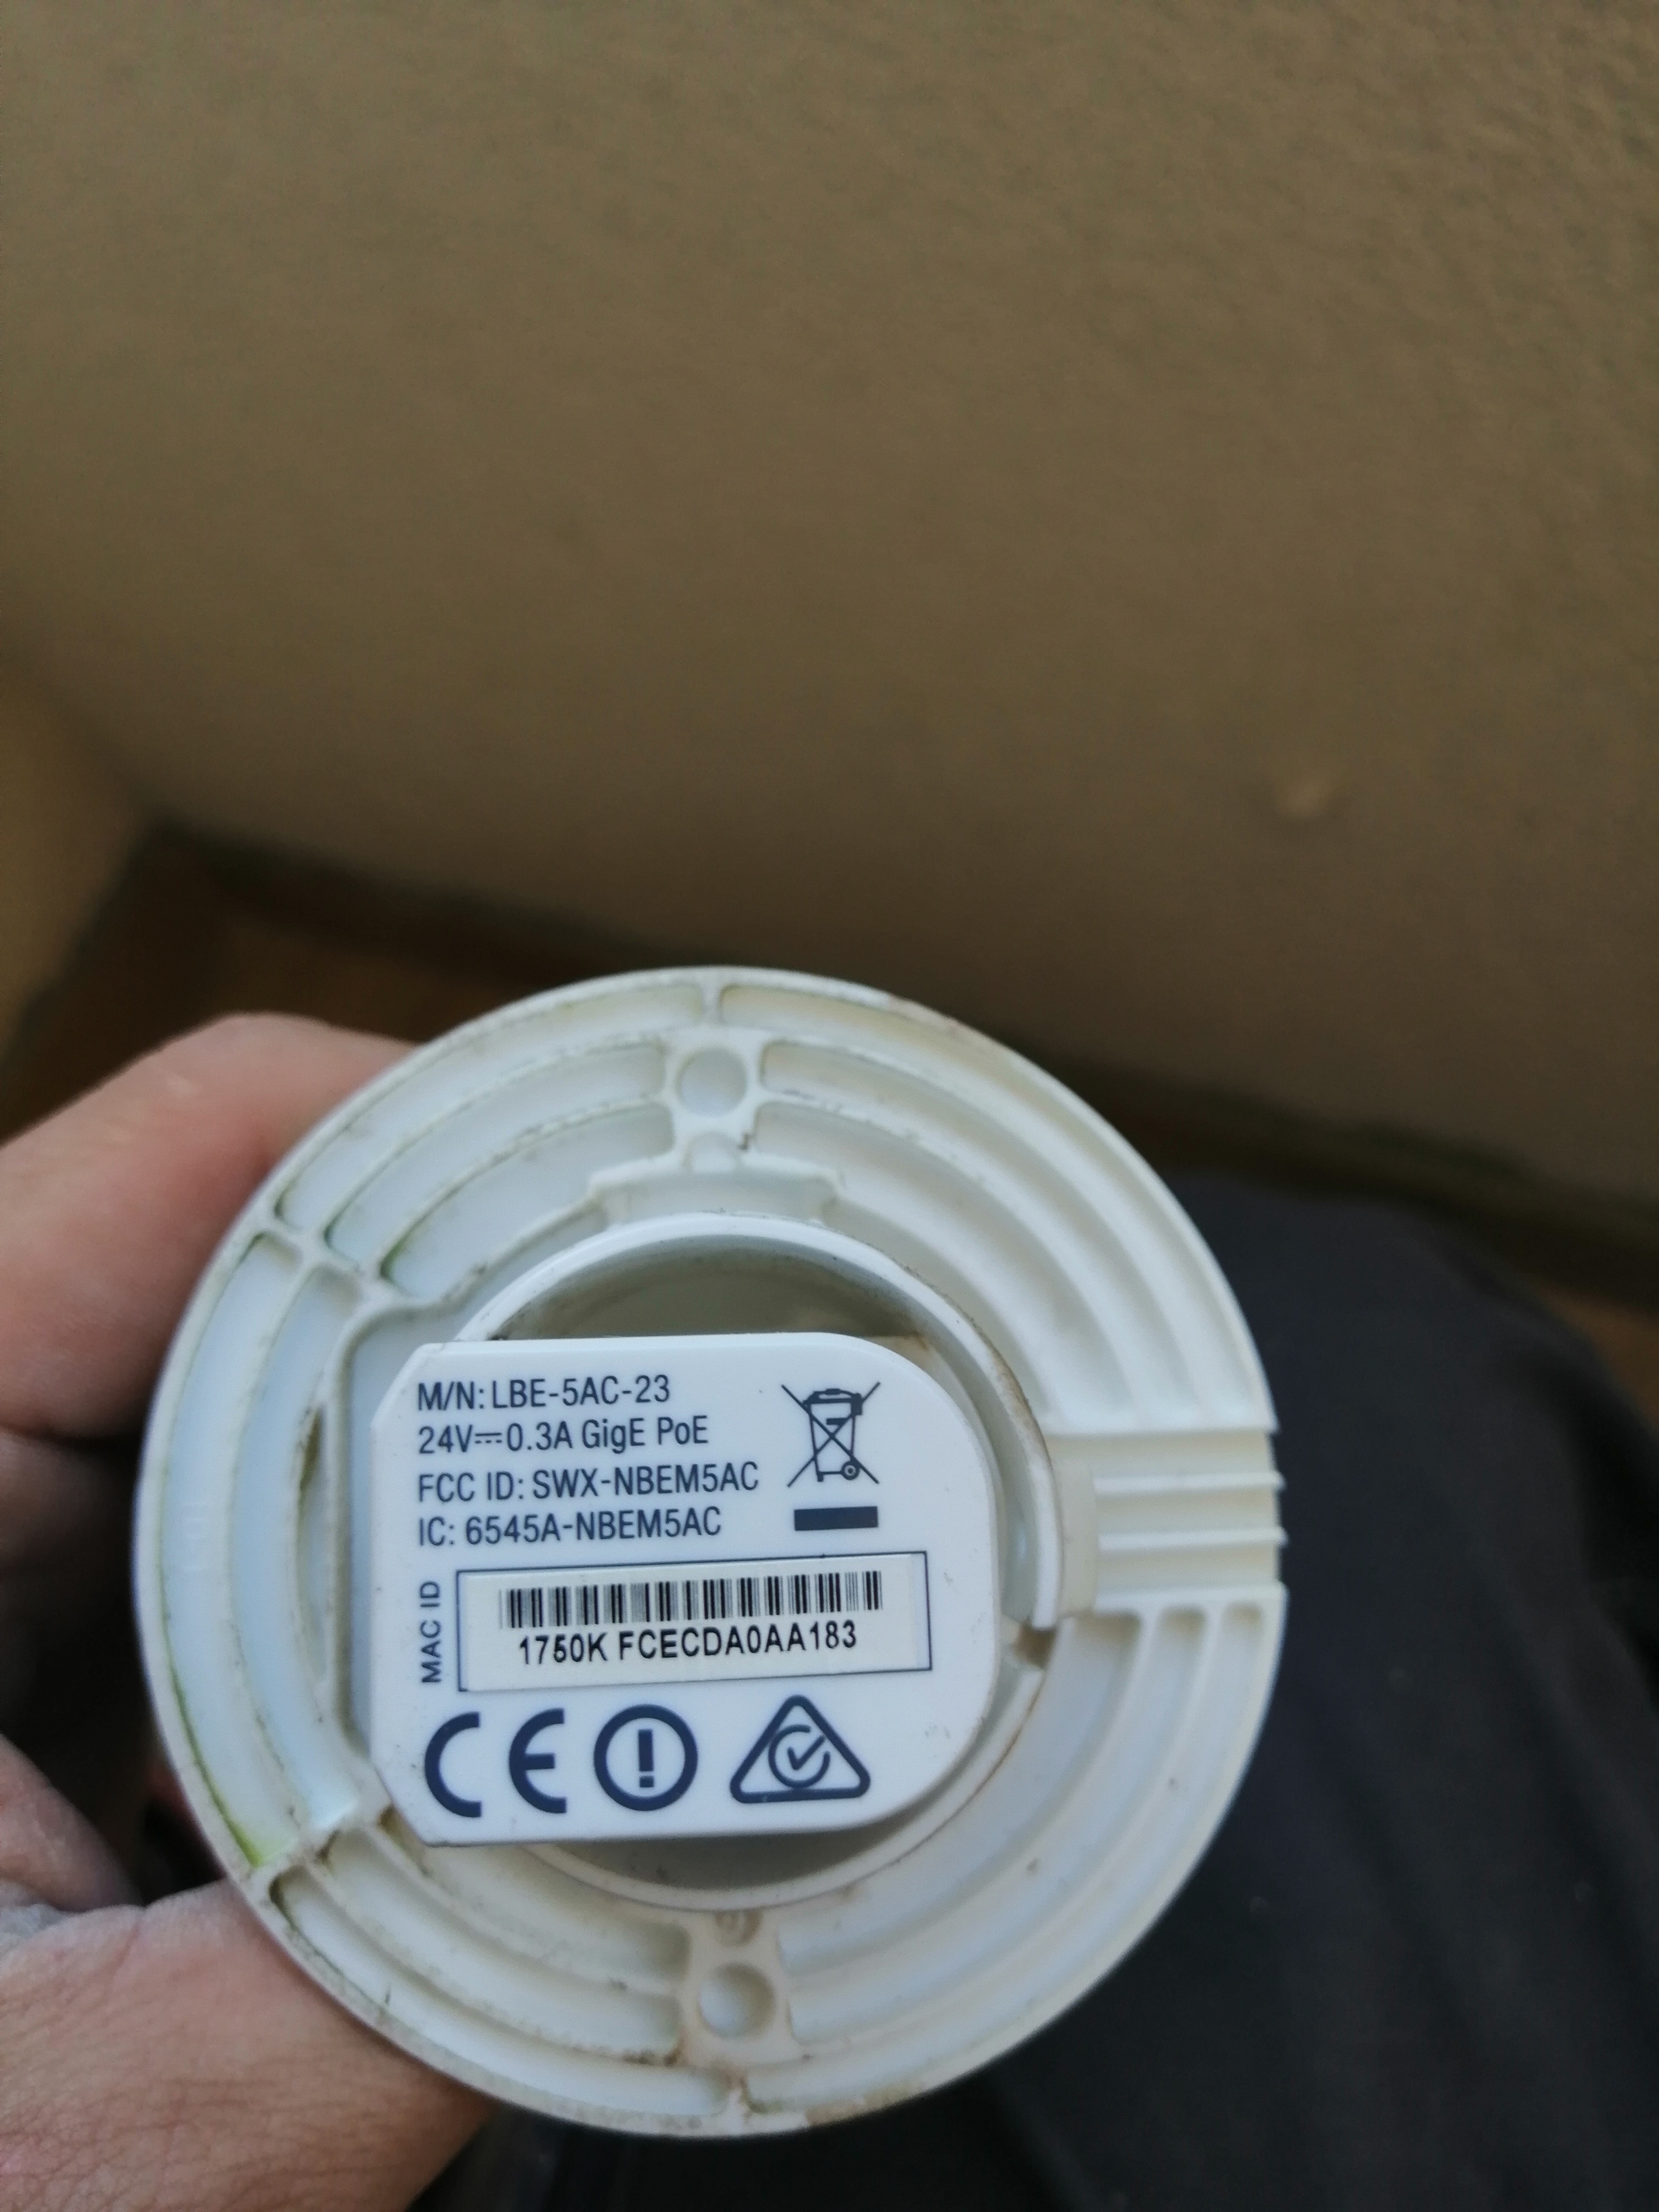 M/N: LBE-5AC-23
24V⎓0.3A GigE PoE
FCC ID: SWX-NBEM5AC
IC: 6545A-NBEM5AC
MAC ID
1750K FCECDA0AA183
CE